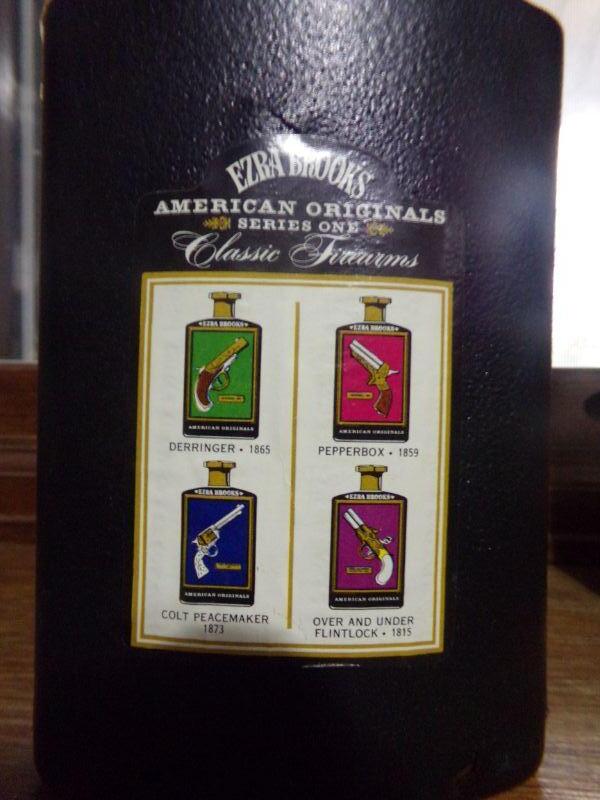 EZRA BROOKS
AMERICAN ORIGINALS
SERIES ONE
Classic Firearms
EZRA BROOKS
AMERICAN ORIGINALS
DERRINGER • 1865
EZRA BROOKS
AMERICAN ORIGINALS
PEPPERBOX • 1859
EZRA BROOKS
AMERICAN ORIGINALS
COLT PEACEMAKER
1873
EZRA BROOKS
AMERICAN ORIGINALS
OVER AND UNDER
FLINTLOCK • 1815